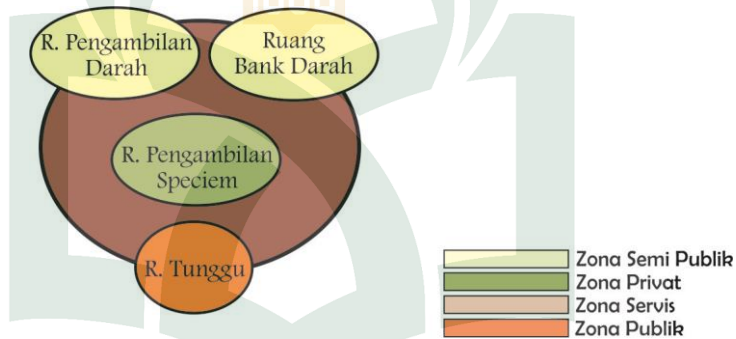 R. Pengambilan
Darah
Ruang
Bank Darah
R. Pengambilan
Speciem
R. Tunggu
Zona Semi Publik
Zona Privat
Zona Servis
Zona Publik